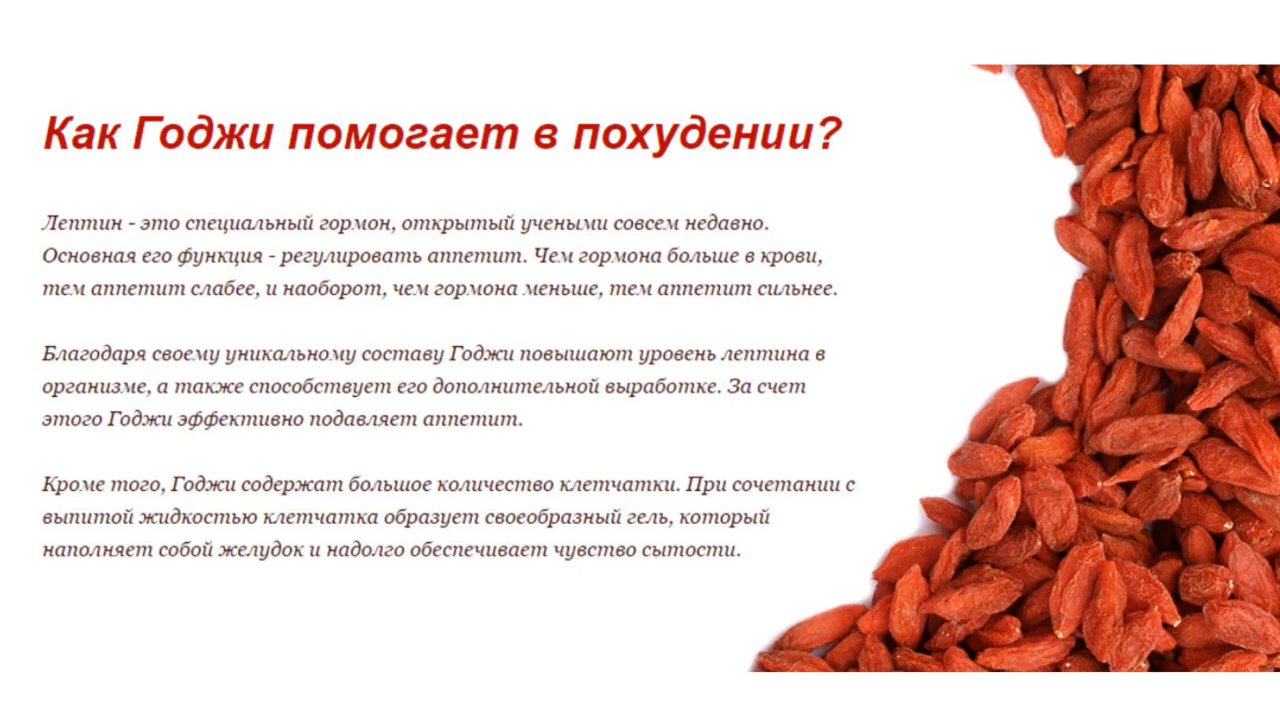 Как Годжи помогает в похудении?
Лептин - это специальный гормон, открытый учеными совсем недавно.
Основная его функция - регулировать аппетит. Чем гормона больше в крови,
тем аппетит слабее, и наоборот, чем гормона меньше, тем аппетит сильнее.
Благодаря своему уникальному составу Годжи повышают уровень лептина в
организме, а также способствует его дополнительной выработке. За счет
этого Годжи эффективно подавляет аппетит.
Кроме того, Годжи содержат большое количество клетчатки. При сочетании с
выпитой жидкостью клетчатка образует своеобразный гель, который
наполняет собой желудок и надолго обеспечивает чувство сытости.